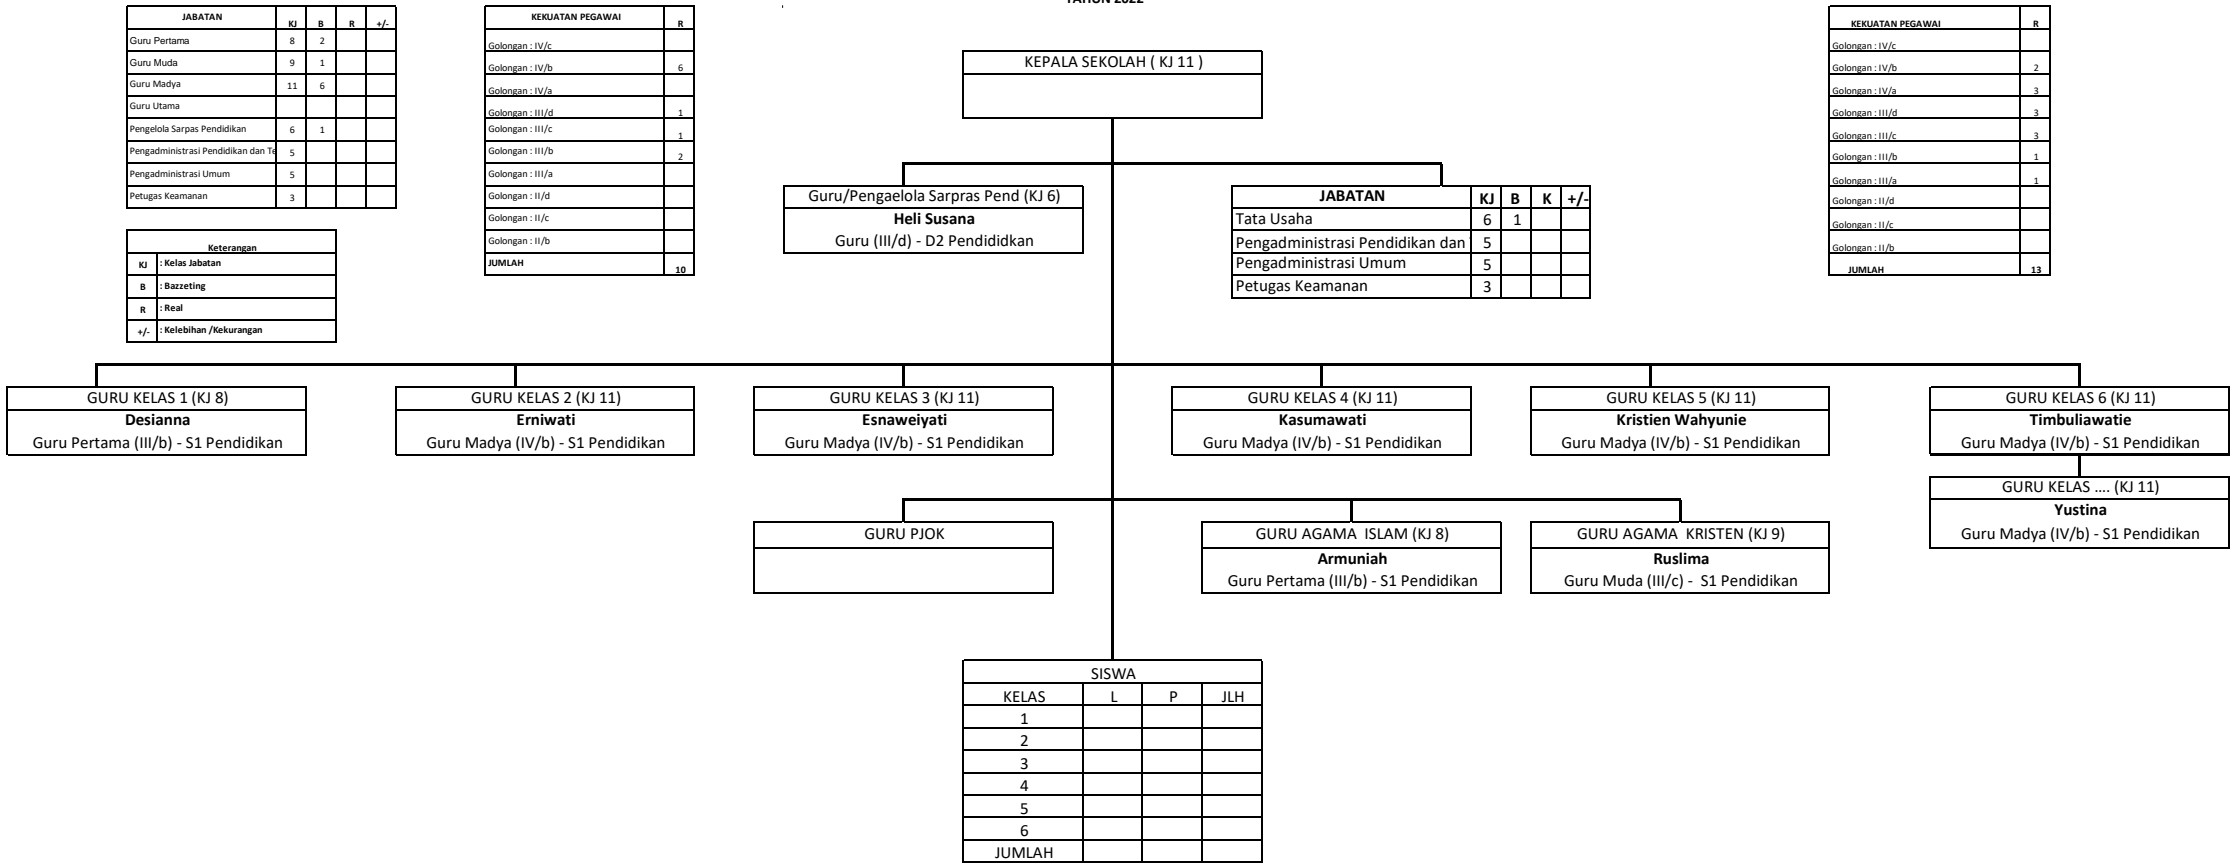 TAHUN 2022
JABATAN KJ B R +/-
Guru Pertama 8 2
Guru Muda 9 1
Guru Madya 11 6
Guru Utama
Pengelola Sarpas Pendidikan 6 1
Pengadministrasi Pendidikan dan Te 5
Pengadministrasi Umum 5
Petugas Keamanan 3
Keterangan
KJ : Kelas Jabatan
B : Bazzeting
R : Real
+/- : Kelebihan /Kekurangan
KEKUATAN PEGAWAI R
Golongan : IV/c
Golongan : IV/b 6
Golongan : IV/a
Golongan : III/d 1
Golongan : III/c 1
Golongan : III/b 2
Golongan : III/a
Golongan : II/d
Golongan : II/c
Golongan : II/b
JUMLAH 10
KEPALA SEKOLAH ( KJ 11 )
KEKUATAN PEGAWAI R
Golongan : IV/c
Golongan : IV/b 2
Golongan : IV/a 3
Golongan : III/d 3
Golongan : III/c 3
Golongan : III/b 1
Golongan : III/a 1
Golongan : II/d
Golongan : II/c
Golongan : II/b
JUMLAH 13
Guru/Pengaelola Sarpras Pend (KJ 6)
Heli Susana
Guru (III/d) - D2 Pendididkan
JABATAN KJ B K +/-
Tata Usaha 6 1
Pengadministrasi Pendidikan dan 5
Pengadministrasi Umum 5
Petugas Keamanan 3
GURU KELAS 1 (KJ 8)
Desianna
Guru Pertama (III/b) - S1 Pendidikan
GURU KELAS 2 (KJ 11)
Erniwati
Guru Madya (IV/b) - S1 Pendidikan
GURU KELAS 3 (KJ 11)
Esnaweiyati
Guru Madya (IV/b) - S1 Pendidikan
GURU KELAS 4 (KJ 11)
Kasumawati
Guru Madya (IV/b) - S1 Pendidikan
GURU KELAS 5 (KJ 11)
Kristien Wahyunie
Guru Madya (IV/b) - S1 Pendidikan
GURU KELAS 6 (KJ 11)
Timbuliawatie
Guru Madya (IV/b) - S1 Pendidikan
GURU KELAS .... (KJ 11)
Yustina
Guru Madya (IV/b) - S1 Pendidikan
GURU PJOK
GURU AGAMA ISLAM (KJ 8)
Armuniah
Guru Pertama (III/b) - S1 Pendidikan
GURU AGAMA KRISTEN (KJ 9)
Ruslima
Guru Muda (III/c) - S1 Pendidikan
SISWA
KELAS L P JLH
1
2
3
4
5
6
JUMLAH